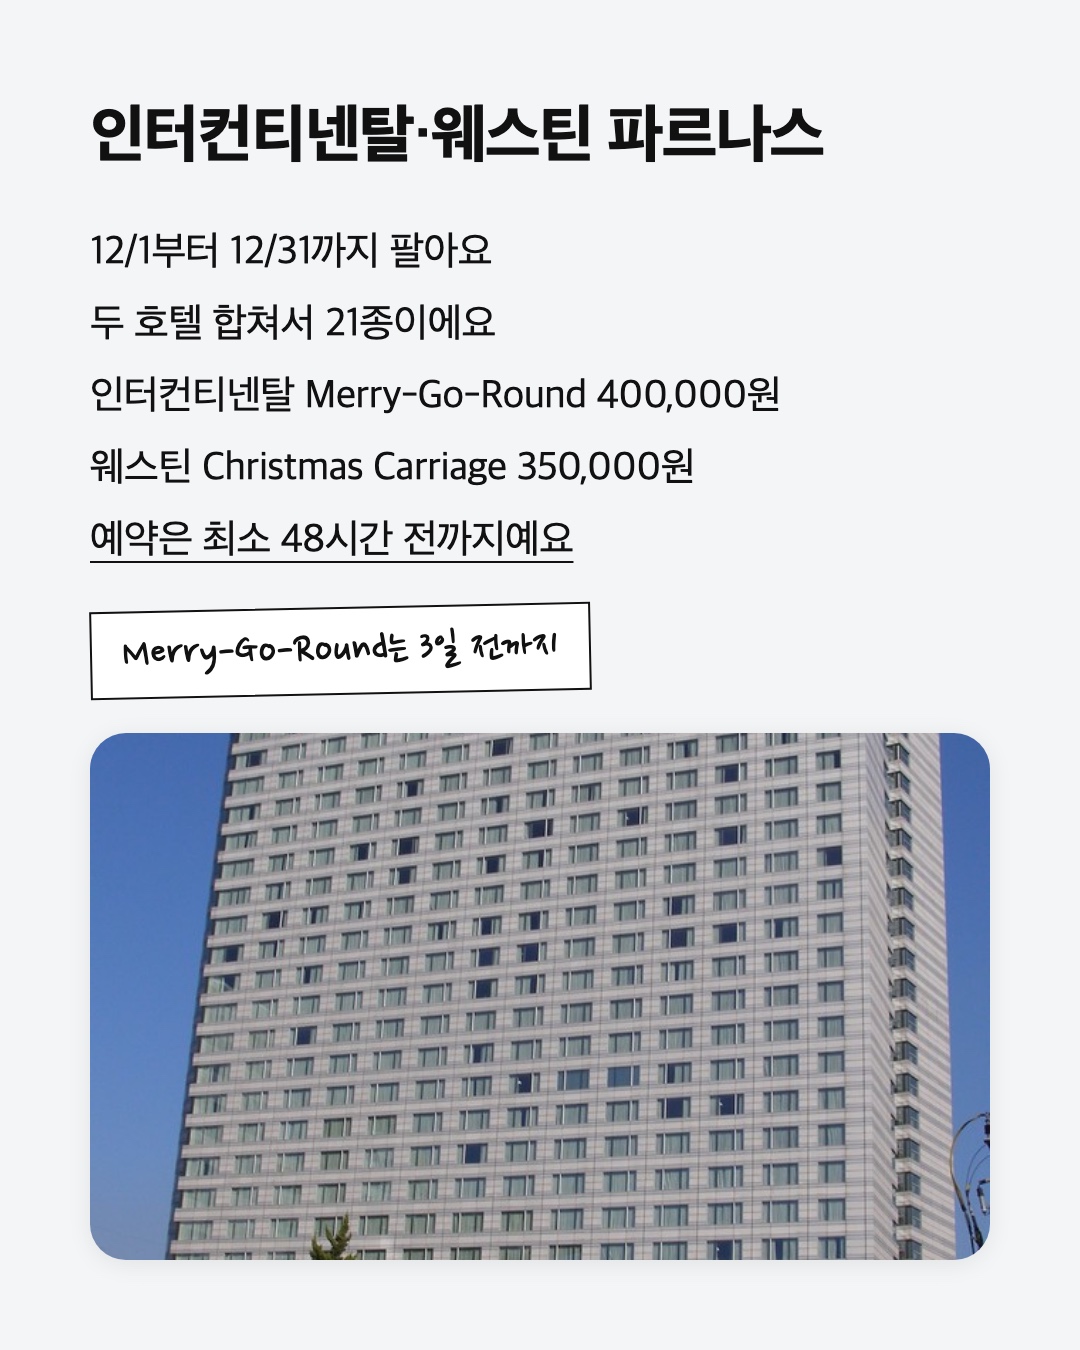 인터컨티넨탈·웨스틴 파르나스
12/1부터 12/31까지 팔아요
두 호텔 합쳐서 21종이에요
인터컨티넨탈 Merry-Go-Round 400,000원
웨스틴 Christmas Carriage 350,000원
예약은 최소 48시간 전까지예요
Merry-Go-Round는 3일 전까지